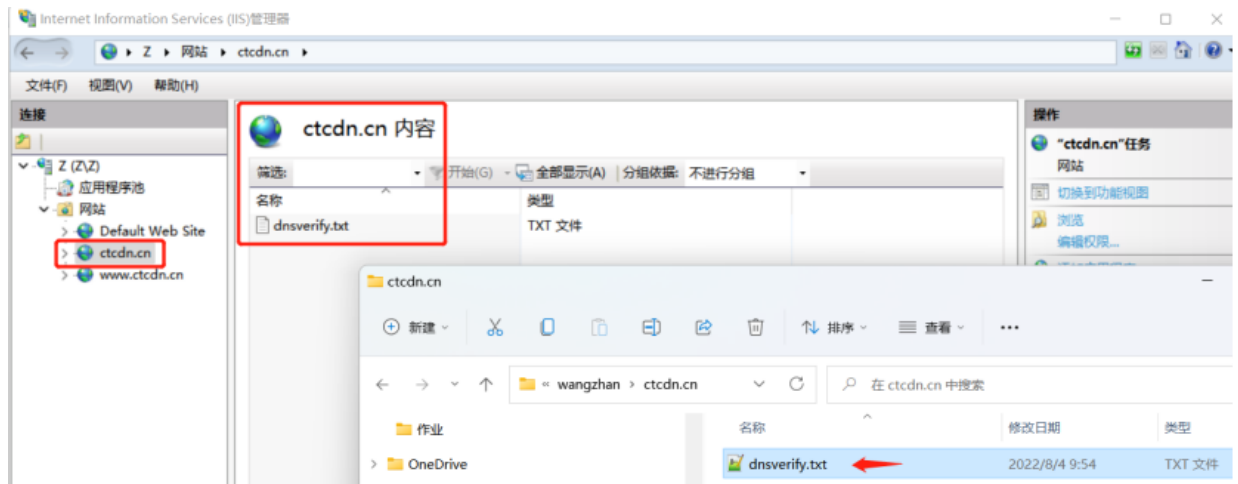 Internet Information Services (IIS)管理器
Z 网站 ctcdn.cn
文件(F) 视图(V) 帮助(H)
连接
Z (Z\Z)
应用程序池
网站
Default Web Site
ctcdn.cn
www.ctcdn.cn
ctcdn.cn 内容
筛选: 开始(G) 全部显示(A) 分组依据: 不进行分组
名称 类型
dnsverify.txt TXT 文件
操作
"ctcdn.cn"任务
网站
切换到功能视图
浏览
编辑权限...
ctcdn.cn
新建 排序 查看 •••
« wangzhan › ctcdn.cn 在 ctcdn.cn 中搜索
作业
OneDrive
名称 修改日期 类型
dnsverify.txt 2022/8/4 9:54 TXT 文件